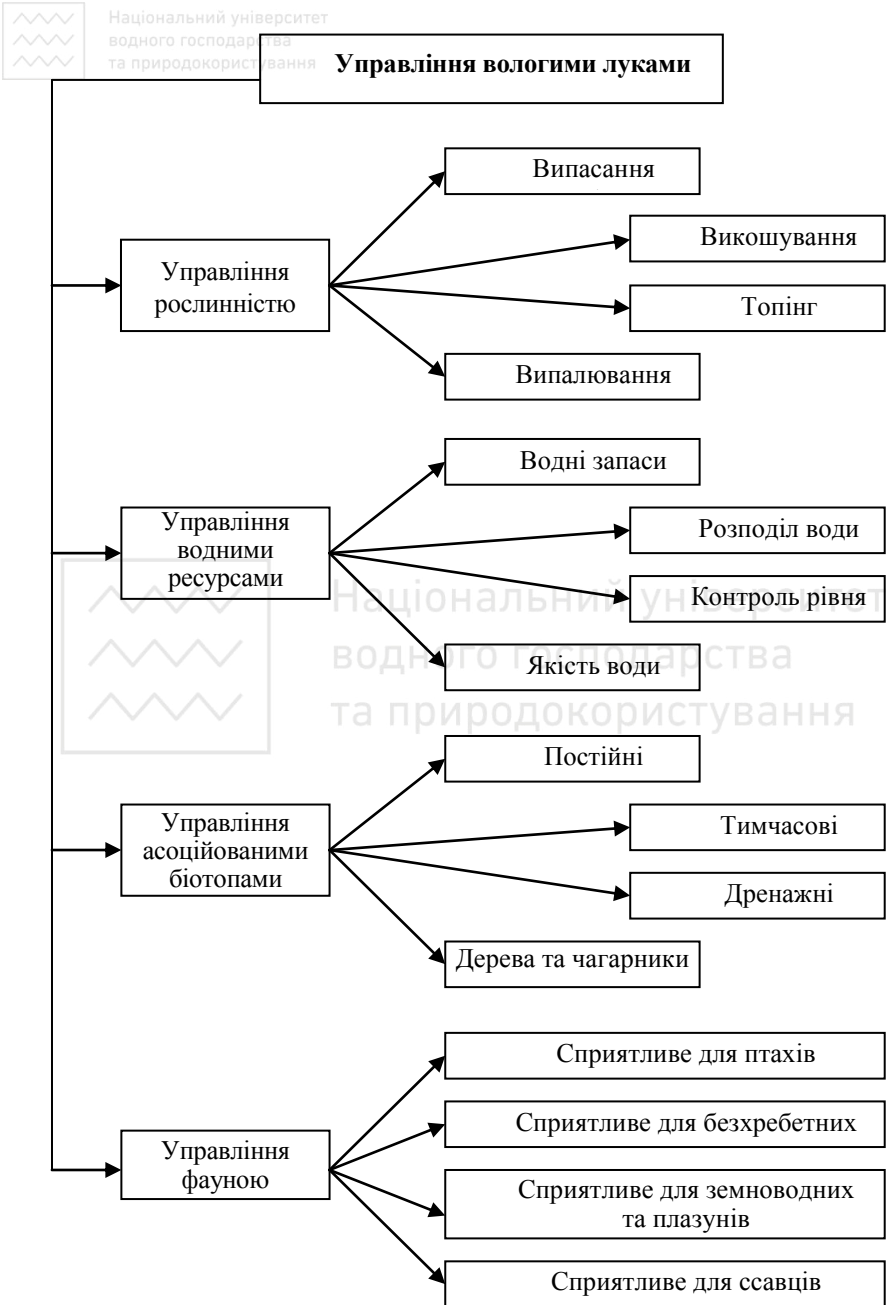 Національний університет
водного господарства
та природокористування
Управління вологими луками
Випасання
Викошування
Управління
рослинністю
Топінг
Випалювання
Водні запаси
Управління
водними
ресурсами
Розподіл води
Контроль рівня
Якість води
Національний університет
водного господарства
та природокористування
Постійні
Управління
асоційованими
біотопами
Тимчасові
Дренажні
Дерева та чагарники
Сприятливе для птахів
Сприятливе для безхребетних
Управління
фауною
Сприятливе для земноводних
та плазунів
Сприятливе для ссавців